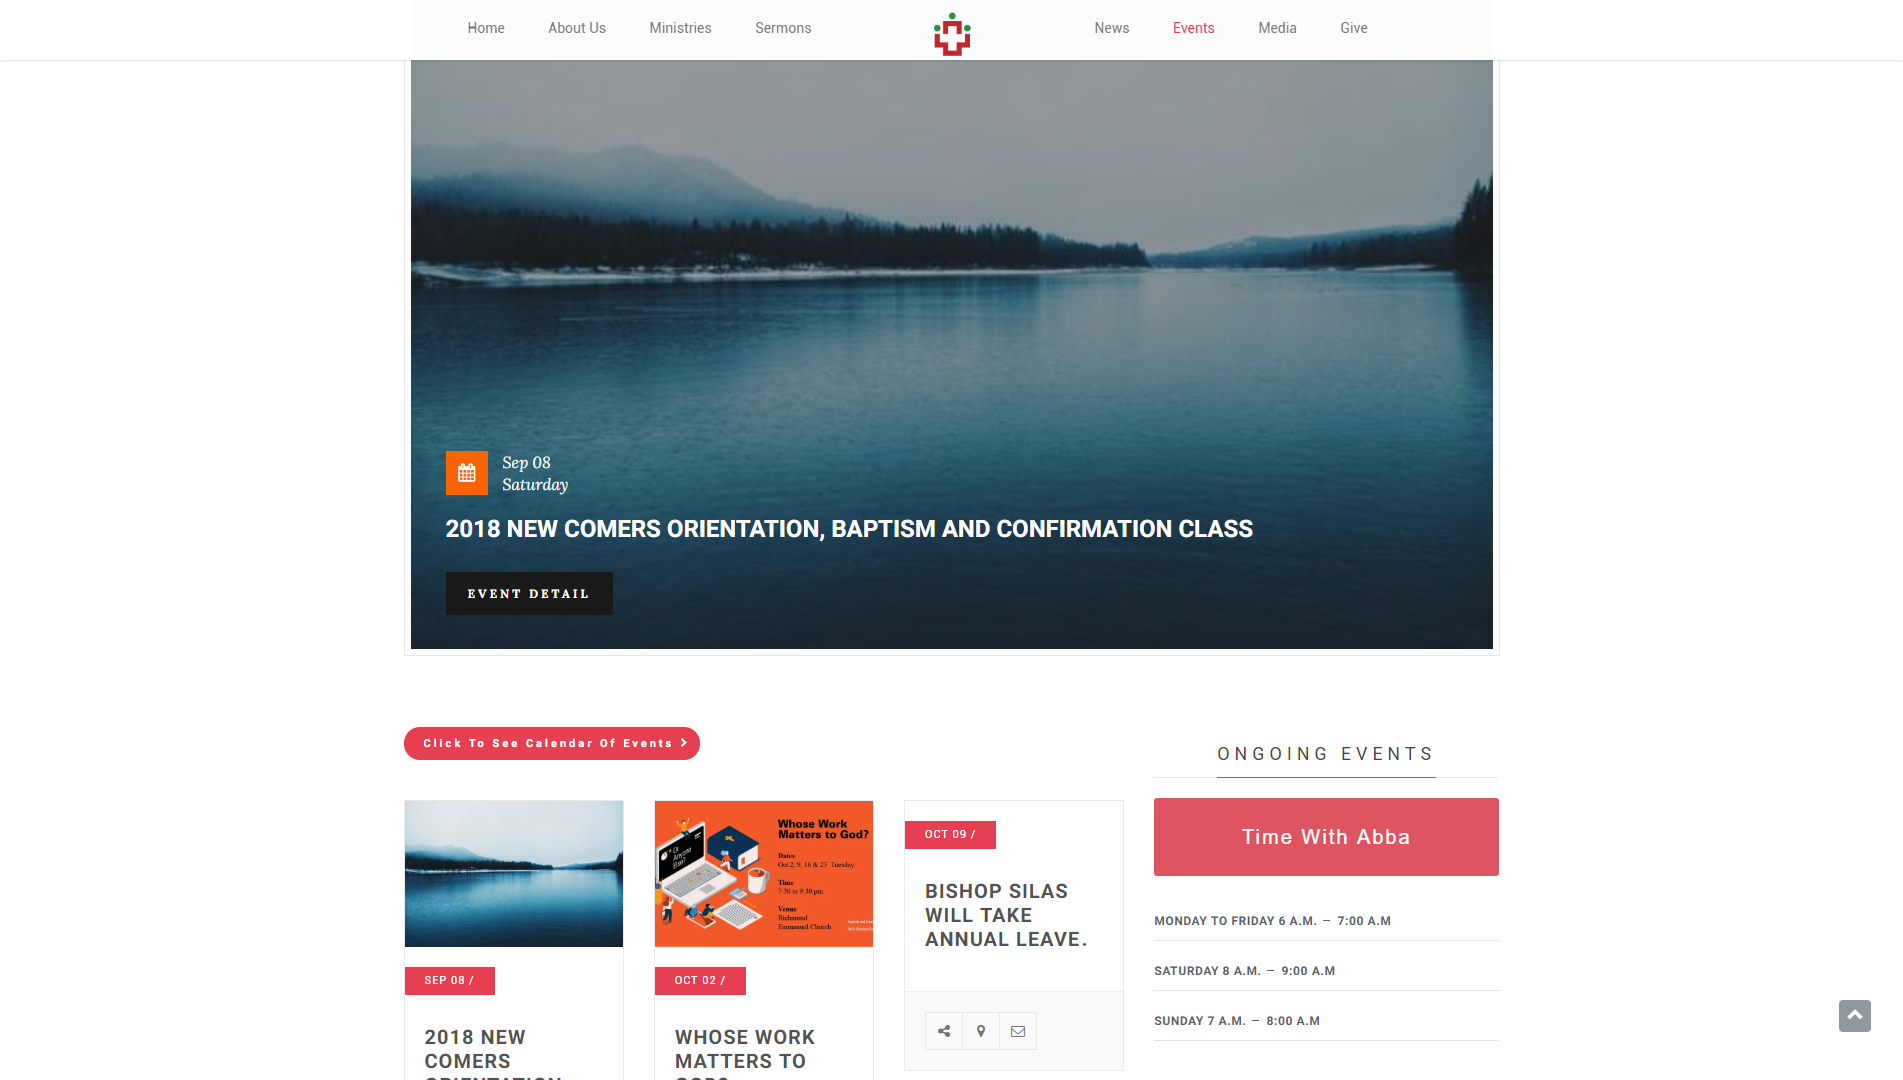 Home About Us Ministries Sermons News Events Media Give
Sep 08
Saturday
2018 NEW COMERS ORIENTATION, BAPTISM AND CONFIRMATION CLASS
EVENT DETAIL
Click To See Calendar Of Events
Whose Work
Matters to God?
Or
Anyone
Else?
Dates
Oct 2, 9, 16 & 23 Tuesday
Time
7:30 to 9:30 pm
Venue
Richmond
Emmanuel Church
SEP 08 /
2018 NEW
COMERS
ORIENTATION
OCT 02 /
WHOSE WORK
MATTERS TO
OCT 09 /
BISHOP SILAS
WILL TAKE
ANNUAL LEAVE.
ONGOING EVENTS
Time With Abba
MONDAY TO FRIDAY 6 A.M. – 7:00 A.M
SATURDAY 8 A.M. – 9:00 A.M
SUNDAY 7 A.M. – 8:00 A.M